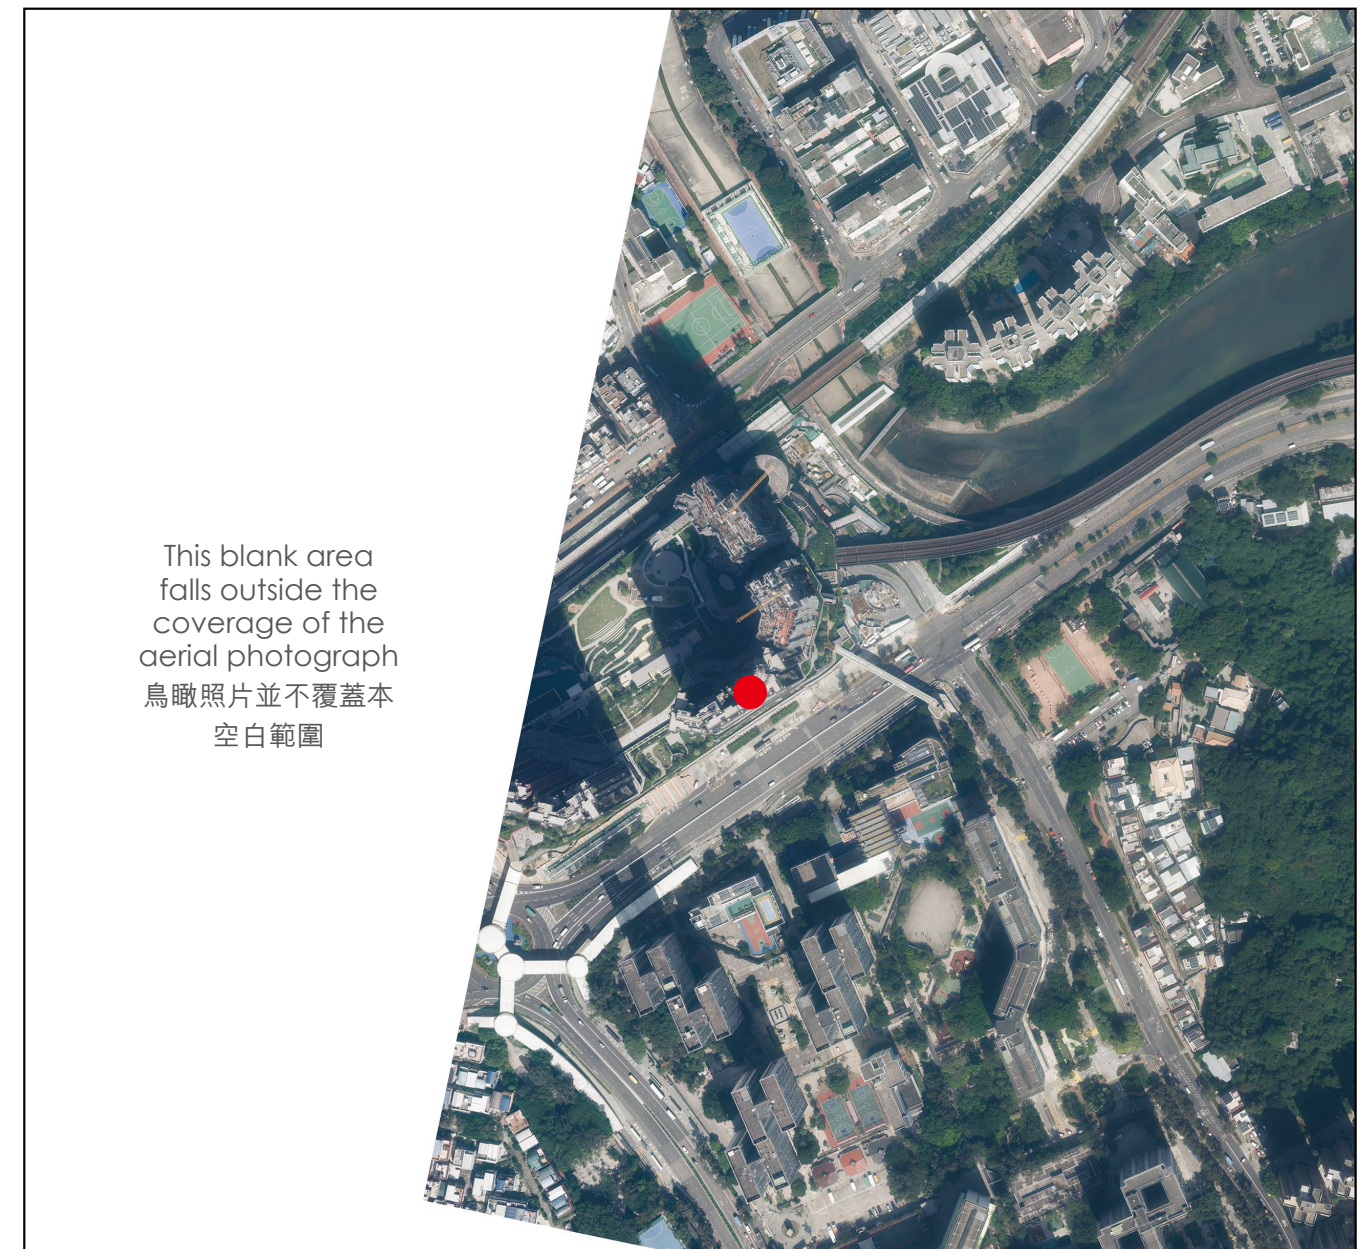 This blank area
falls outside the
coverage of the
aerial photograph
鳥瞰照片並不覆蓋本
空白範圍